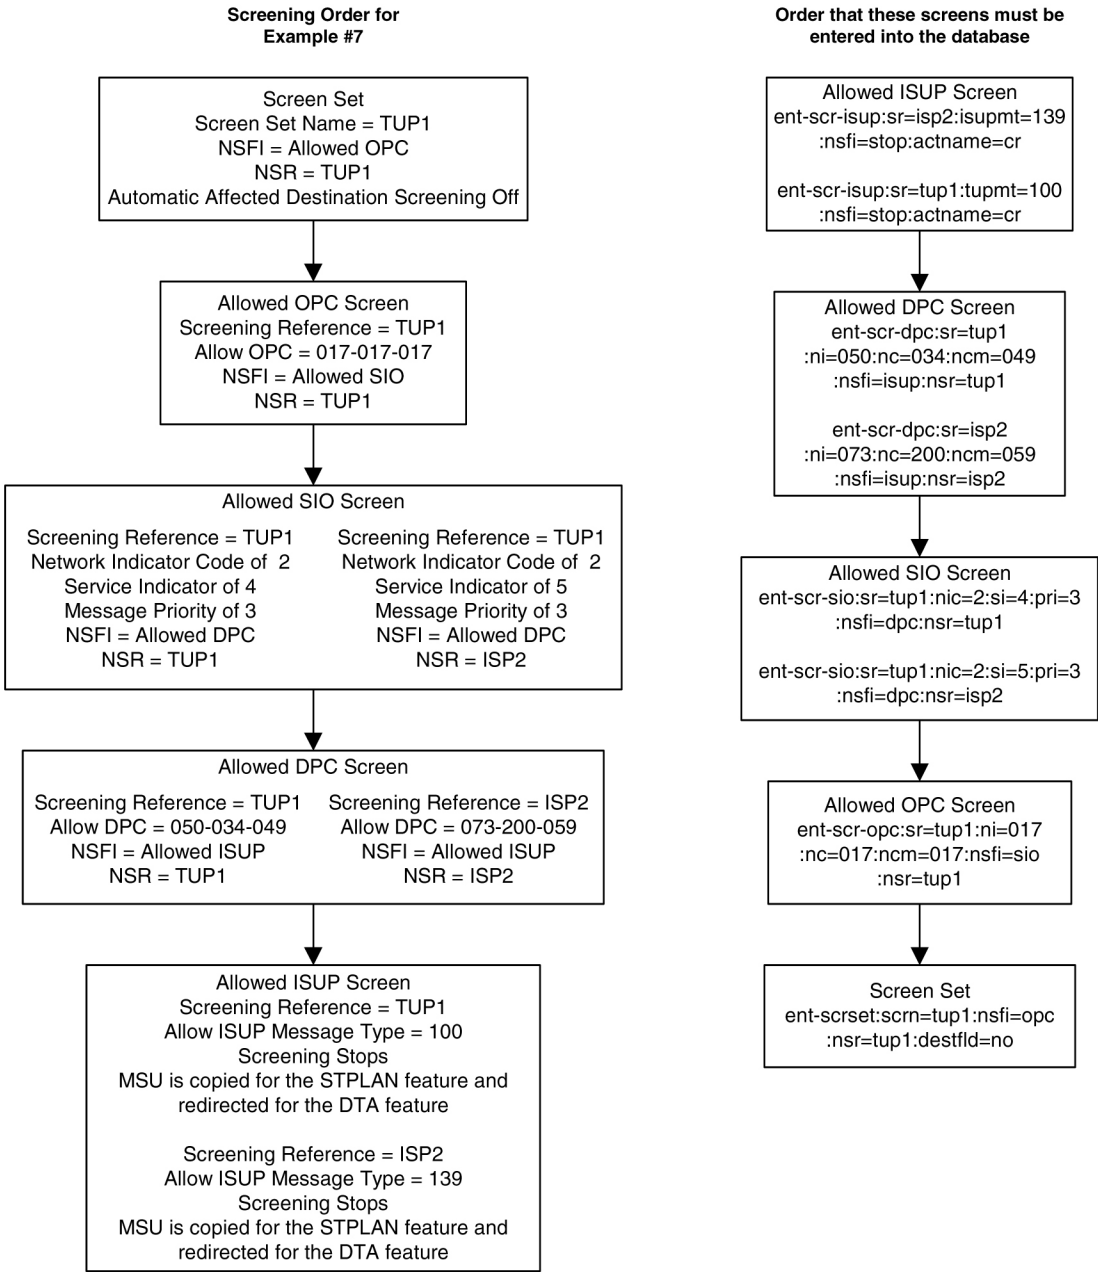 Screening Order for
Example #7
Screen Set
Screen Set Name = TUP1
NSFI = Allowed OPC
NSR = TUP1
Automatic Affected Destination Screening Off
Allowed OPC Screen
Screening Reference = TUP1
Allow OPC = 017-017-017
NSFI = Allowed SIO
NSR = TUP1
Allowed SIO Screen
Screening Reference = TUP1
Network Indicator Code of  2
Service Indicator of 4
Message Priority of 3
NSFI = Allowed DPC
NSR = TUP1
Screening Reference = TUP1
Network Indicator Code of  2
Service Indicator of 5
Message Priority of 3
NSFI = Allowed DPC
NSR = ISP2
Allowed DPC Screen
Screening Reference = TUP1
Allow DPC = 050-034-049
NSFI = Allowed ISUP
NSR = TUP1
Screening Reference = ISP2
Allow DPC = 073-200-059
NSFI = Allowed ISUP
NSR = ISP2
Allowed ISUP Screen
Screening Reference = TUP1
Allow ISUP Message Type = 100
Screening Stops
MSU is copied for the STPLAN feature and
redirected for the DTA feature
Screening Reference = ISP2
Allow ISUP Message Type = 139
Screening Stops
MSU is copied for the STPLAN feature and
redirected for the DTA feature
Order that these screens must be
entered into the database
Allowed ISUP Screen
ent-scr-isup:sr=isp2:isupmt=139
:nsfi=stop:actname=cr
ent-scr-isup:sr=tup1:tupmt=100
:nsfi=stop:actname=cr
Allowed DPC Screen
ent-scr-dpc:sr=tup1
:ni=050:nc=034:ncm=049
:nsfi=isup:nsr=tup1
ent-scr-dpc:sr=isp2
:ni=073:nc=200:ncm=059
:nsfi=isup:nsr=isp2
Allowed SIO Screen
ent-scr-sio:sr=tup1:nic=2:si=4:pri=3
:nsfi=dpc:nsr=tup1
ent-scr-sio:sr=tup1:nic=2:si=5:pri=3
:nsfi=dpc:nsr=isp2
Allowed OPC Screen
ent-scr-opc:sr=tup1:ni=017
:nc=017:ncm=017:nsfi=sio
:nsr=tup1
Screen Set
ent-scrset:scrn=tup1:nsfi=opc
:nsr=tup1:destfld=no